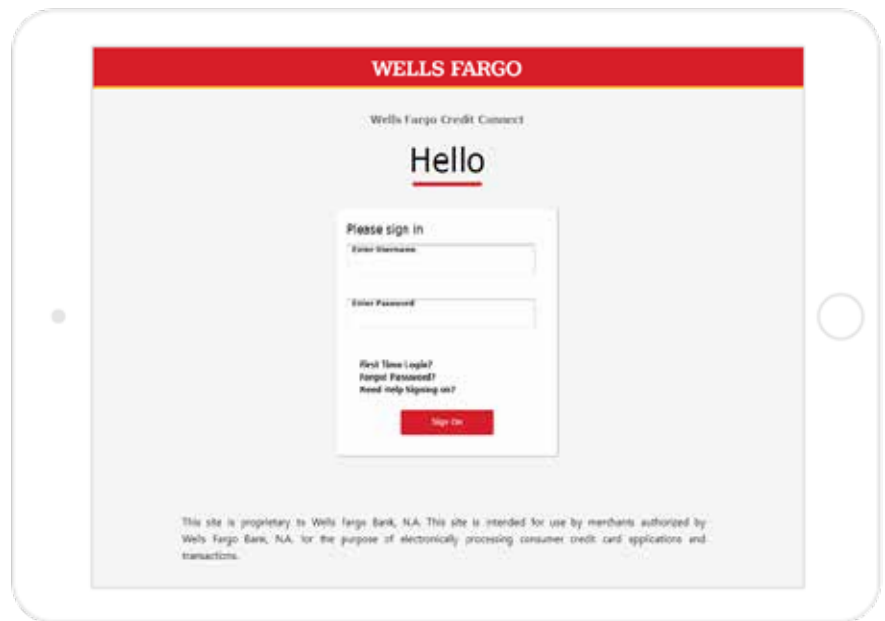 WELLS FARGO
Wells Fargo Credit Connect
Hello
Please sign in
Enter Username
Enter Password
First Time Login?
Forgot Password?
Need Help Signing on?
Sign On
This site is proprietary to Wells Fargo Bank, N.A. This site is intended for use by merchants authorized by
Wells Fargo Bank, N.A. for the purpose of electronically processing consumer credit card applications and
transactions.